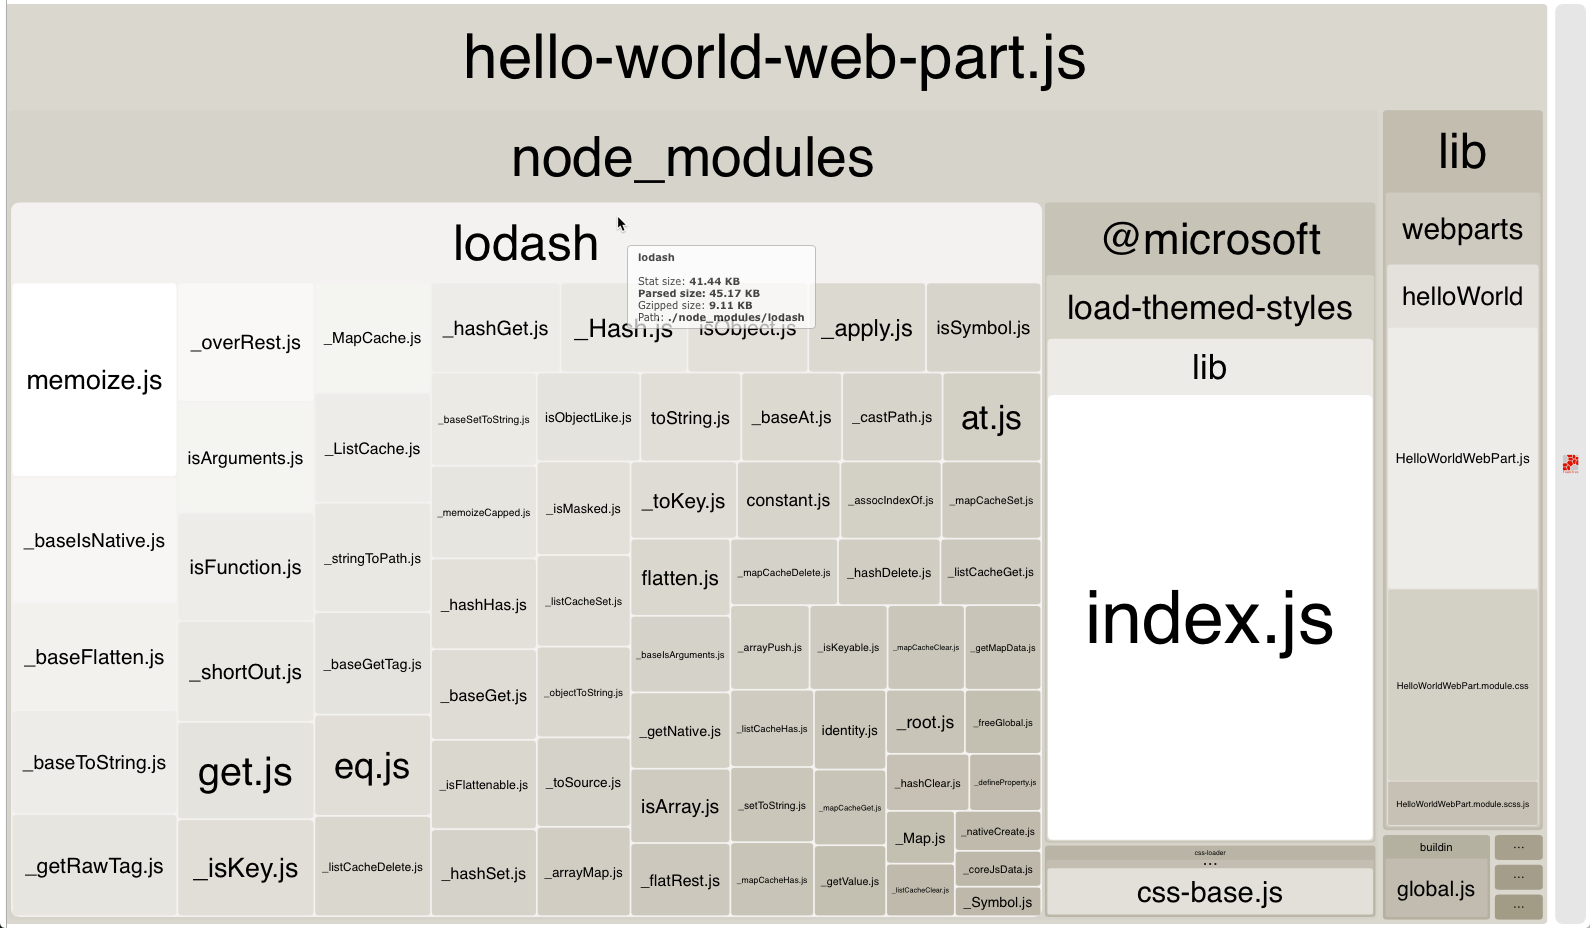 hello-world-web-part.js
node_modules
lodash
lodash
Stat size: 41.44 KB
Parsed size: 45.17 KB
Gzipped size: 9.11 KB
Path: ./node_modules/lodash
memoize.js
_baseIsNative.js
_baseFlatten.js
_baseToString.js
_getRawTag.js
_overRest.js
isArguments.js
isFunction.js
_shortOut.js
get.js
_isKey.js
_MapCache.js
_ListCache.js
_stringToPath.js
_baseGetTag.js
eq.js
_listCacheDelete.js
_hashGet.js
_Hash.js
isObject.js
_apply.js
isSymbol.js
_baseSetToString.js
_memoizeCapped.js
_hashHas.js
_baseGet.js
_isFlattenable.js
_hashSet.js
isObjectLike.js
toString.js
_baseAt.js
_castPath.js
at.js
_isMasked.js
_listCacheSet.js
_objectToString.js
_toSource.js
_arrayMap.js
_toKey.js
constant.js
_assocIndexOf.js
_mapCacheSet.js
flatten.js
_mapCacheDelete.js
_hashDelete.js
_listCacheGet.js
_baseIsArguments.js
_getNative.js
isArray.js
_flatRest.js
_arrayPush.js
_isKeyable.js
_mapCacheClear.js
_getMapData.js
_listCacheHas.js
_setToString.js
_mapCacheHas.js
identity.js
_mapCacheGet.js
_getValue.js
_root.js
_freeGlobal.js
_hashClear.js
_defineProperty.js
_Map.js
_listCacheClear.js
_nativeCreate.js
_coreJsData.js
_Symbol.js
@microsoft
load-themed-styles
lib
index.js
css-loader
...
css-base.js
lib
webparts
helloWorld
HelloWorldWebPart.js
HelloWorldWebPart.module.css
HelloWorldWebPart.module.scss.js
buildin
global.js
...
...
...